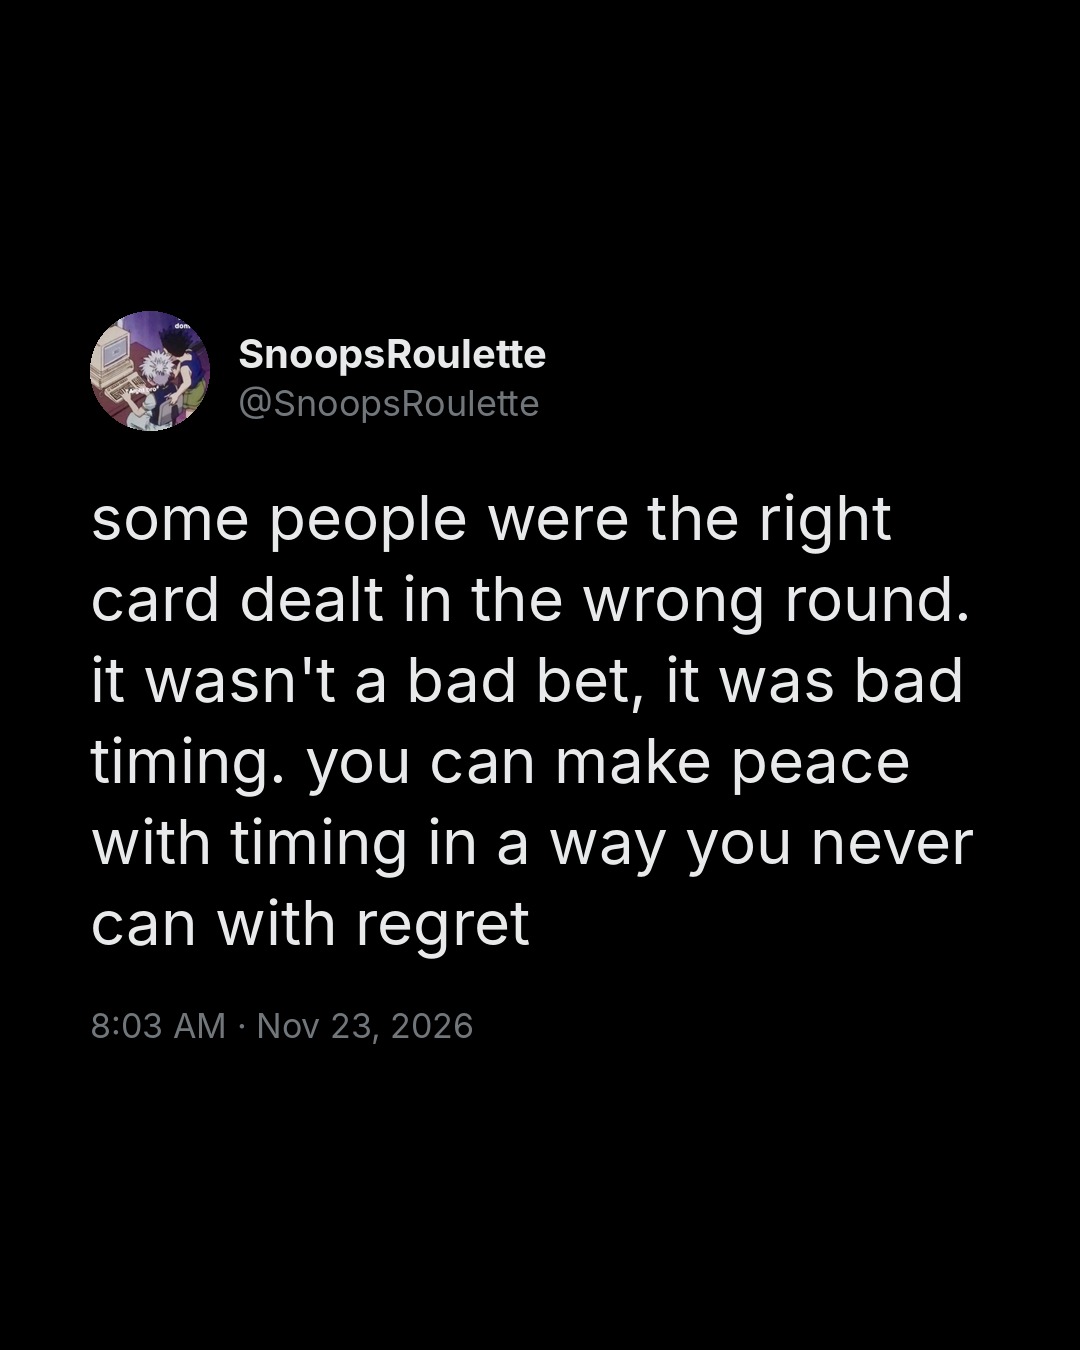 SnoopsRoulette
@SnoopsRoulette
some people were the right
card dealt in the wrong round.
it wasn't a bad bet, it was bad
timing. you can make peace
with timing in a way you never
can with regret
8:03 AM · Nov 23, 2026